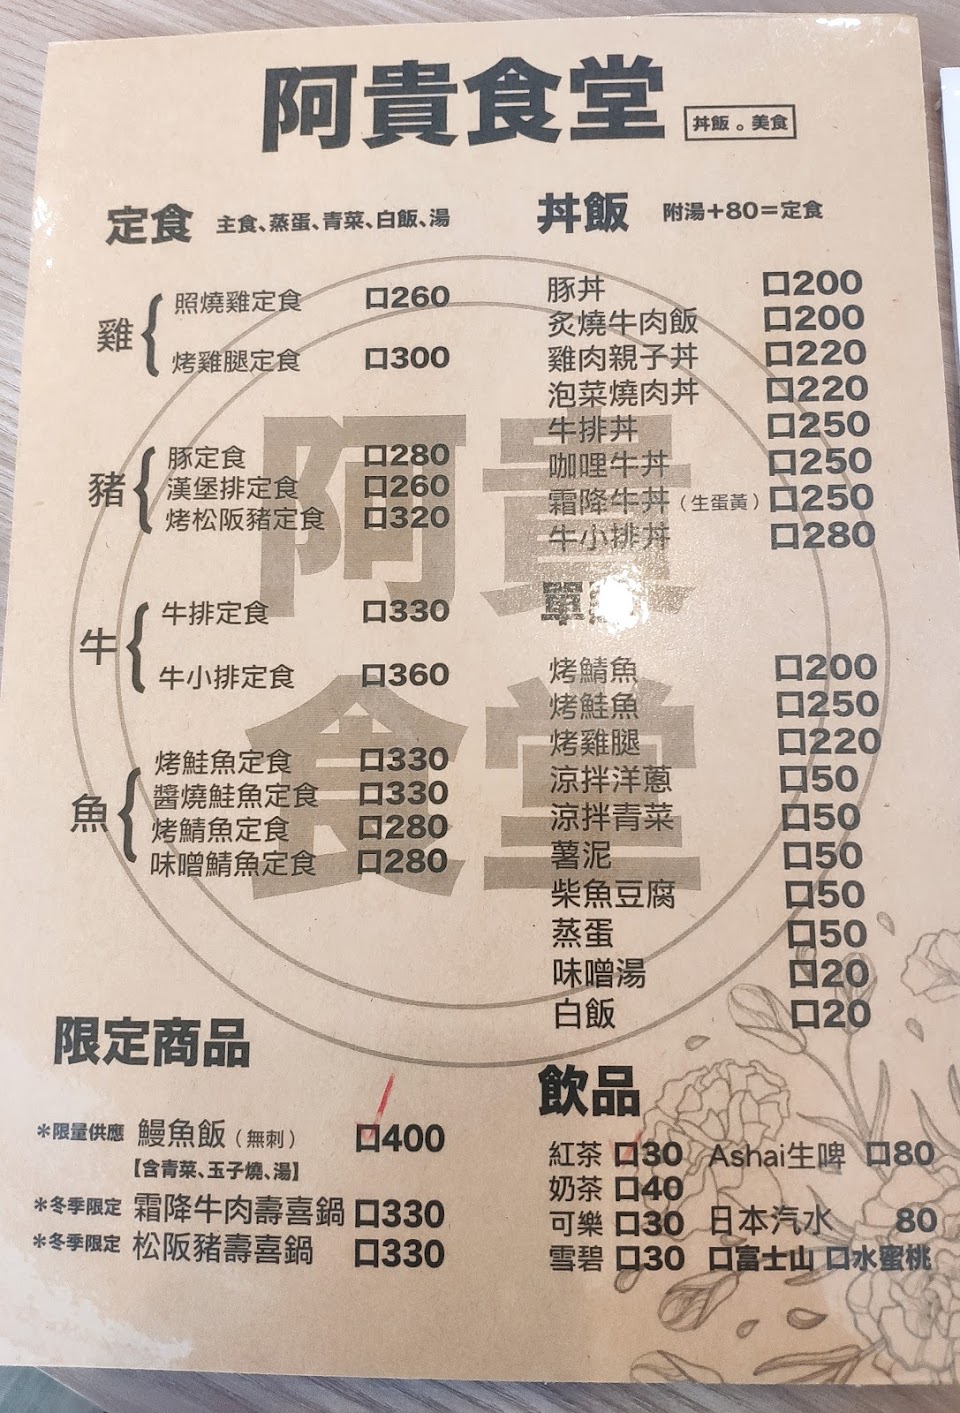 阿貴食堂
丼飯。美食
定食 主食、蒸蛋、青菜、白飯、湯
雞
照燒雞定食 口260
烤雞腿定食 口300
豬
豚定食 口280
漢堡排定食 口260
烤松阪豬定食 口320
牛
牛排定食 口330
牛小排定食 口360
魚
烤鮭魚定食 口330
醬燒鮭魚定食 口330
烤鯖魚定食 口280
味噌鯖魚定食 口280
限定商品
*限量供應 鰻魚飯(無刺) 口400
【含青菜、玉子燒、湯】
*冬季限定 霜降牛肉壽喜鍋 口330
*冬季限定 松阪豬壽喜鍋 口330
丼飯 附湯+80=定食
豚丼 口200
炙燒牛肉飯 口200
雞肉親子丼 口220
泡菜燒肉丼 口220
牛排丼 口250
咖哩牛丼 口250
霜降牛丼(生蛋黃) 口250
牛小排丼 口280
單
烤鯖魚 口200
烤鮭魚 口250
烤雞腿 口220
涼拌洋蔥 口50
涼拌青菜 口50
薯泥 口50
柴魚豆腐 口50
蒸蛋 口50
味噌湯 口20
白飯 口20
飲品
紅茶 口30 Ashai生啤 口80
奶茶 口40
可樂 口30 日本汽水 80
雪碧 口30 口富士山 口水蜜桃
阿貴
食堂